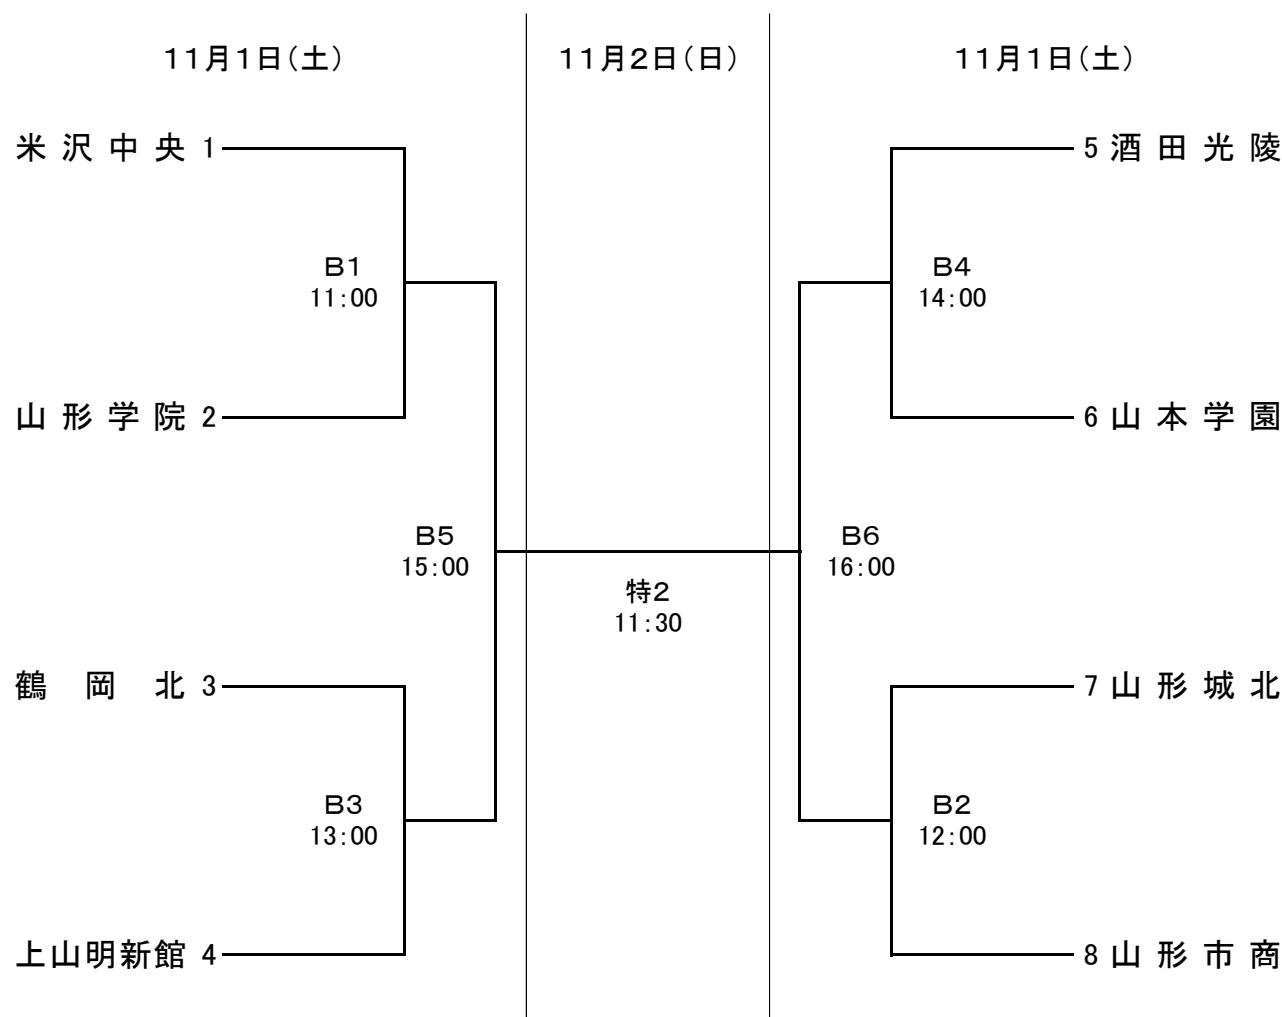 11月1日(土) 11月2日(日) 11月1日(土)
米沢中央 1
5 酒田光陵
B1
11:00
B4
14:00
山形学院 2
6 山本学園
B5
15:00
B6
16:00
特2
11:30
鶴岡北 3
7 山形城北
B3
13:00
B2
12:00
上山明新館 4
8 山形市商